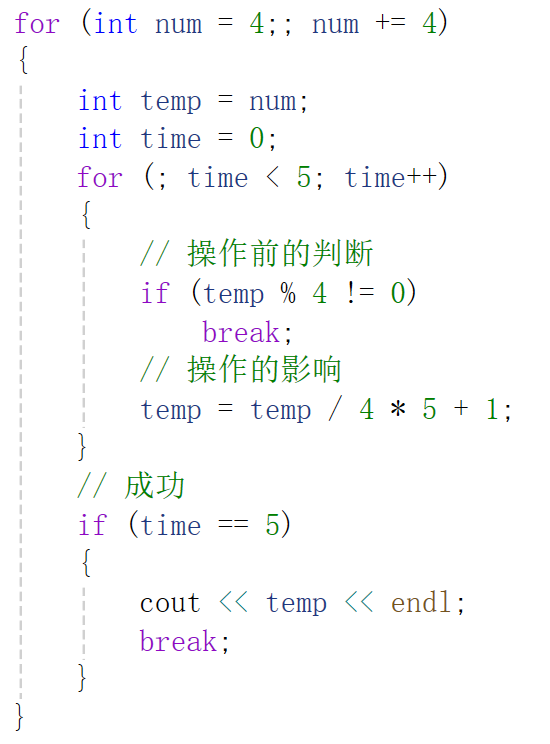 for (int num = 4;; num += 4)
{
    int temp = num;
    int time = 0;
    for (; time < 5; time++)
    {
        // 操作前的判断
        if (temp % 4 != 0)
            break;
        // 操作的影响
        temp = temp / 4 * 5 + 1;
    }
    // 成功
    if (time == 5)
    {
        cout << temp << endl;
        break;
    }
}